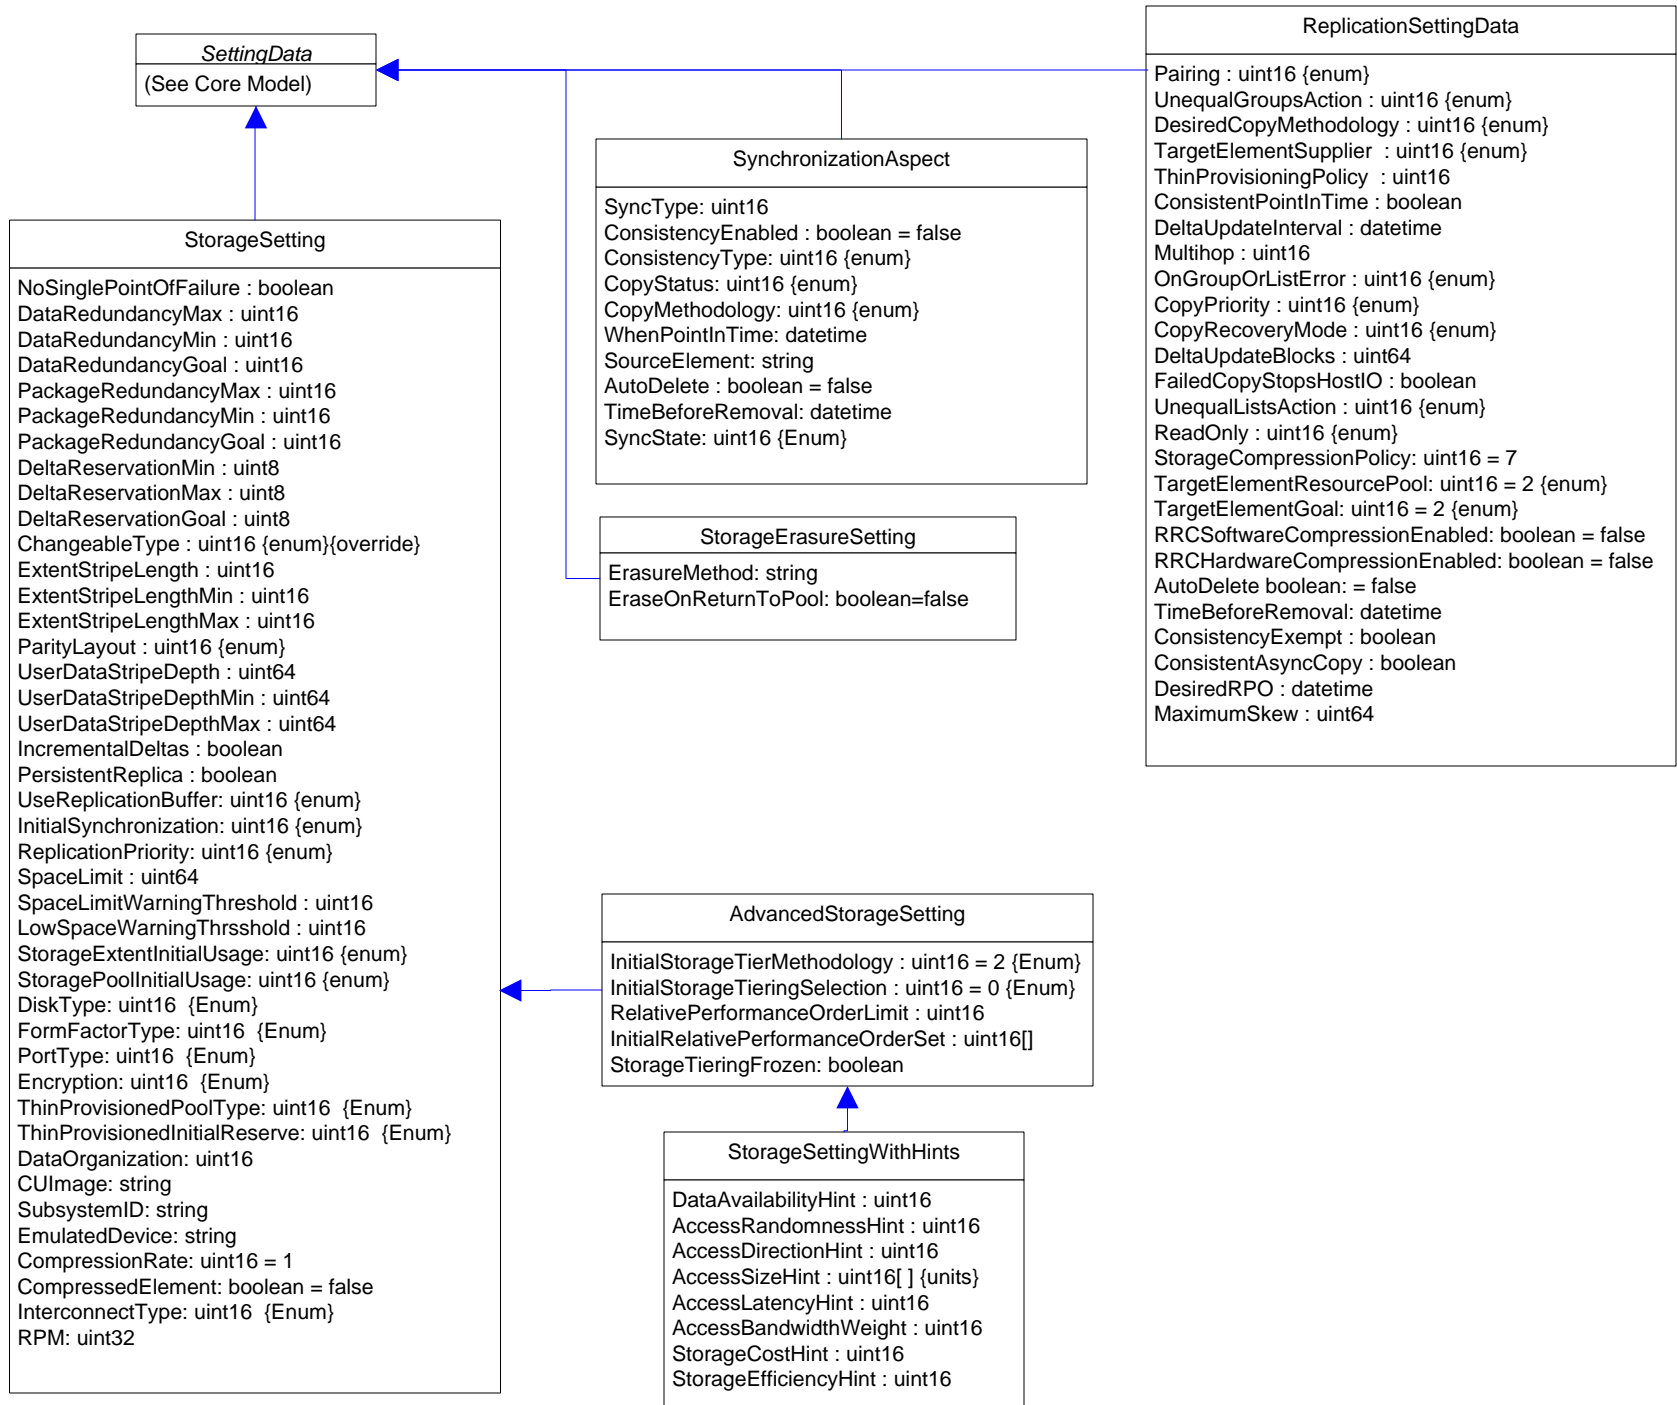 SettingData
(See Core Model)
ReplicationSettingData
Pairing : uint16 {enum}
UnequalGroupsAction : uint16 {enum}
DesiredCopyMethodology : uint16 {enum}
TargetElementSupplier  : uint16 {enum}
ThinProvisioningPolicy  : uint16
ConsistentPointInTime : boolean
DeltaUpdateInterval : datetime
Multihop : uint16
OnGroupOrListError : uint16 {enum}
CopyPriority : uint16 {enum}
CopyRecoveryMode : uint16 {enum}
DeltaUpdateBlocks : uint64
FailedCopyStopsHostIO : boolean
UnequalListsAction : uint16 {enum}
ReadOnly : uint16 {enum}
StorageCompressionPolicy: uint16 = 7
TargetElementResourcePool: uint16 = 2 {enum}
TargetElementGoal: uint16 = 2 {enum}
RRCSoftwareCompressionEnabled: boolean = false
RRCHardwareCompressionEnabled: boolean = false
AutoDelete boolean: = false
TimeBeforeRemoval: datetime
ConsistencyExempt : boolean
ConsistentAsyncCopy : boolean
DesiredRPO : datetime
MaximumSkew : uint64
SynchronizationAspect
SyncType: uint16
ConsistencyEnabled : boolean = false
ConsistencyType: uint16 {enum}
CopyStatus: uint16 {enum}
CopyMethodology: uint16 {enum}
WhenPointInTime: datetime
SourceElement: string
AutoDelete : boolean = false
TimeBeforeRemoval: datetime
SyncState: uint16 {Enum}
StorageErasureSetting
ErasureMethod: string
EraseOnReturnToPool: boolean=false
StorageSetting
NoSinglePointOfFailure : boolean
DataRedundancyMax : uint16
DataRedundancyMin : uint16
DataRedundancyGoal : uint16
PackageRedundancyMax : uint16
PackageRedundancyMin : uint16
PackageRedundancyGoal : uint16
DeltaReservationMin : uint8
DeltaReservationMax : uint8
DeltaReservationGoal : uint8
ChangeableType : uint16 {enum}{override}
ExtentStripeLength : uint16
ExtentStripeLengthMin : uint16
ExtentStripeLengthMax : uint16
ParityLayout : uint16 {enum}
UserDataStripeDepth : uint64
UserDataStripeDepthMin : uint64
UserDataStripeDepthMax : uint64
IncrementalDeltas : boolean
PersistentReplica : boolean
UseReplicationBuffer: uint16 {enum}
InitialSynchronization: uint16 {enum}
ReplicationPriority: uint16 {enum}
SpaceLimit : uint64
SpaceLimitWarningThreshold : uint16
LowSpaceWarningThrsshold : uint16
StorageExtentInitialUsage: uint16 {enum}
StoragePoolInitialUsage: uint16 {enum}
DiskType: uint16  {Enum}
FormFactorType: uint16  {Enum}
PortType: uint16  {Enum}
Encryption: uint16  {Enum}
ThinProvisionedPoolType: uint16  {Enum}
ThinProvisionedInitialReserve: uint16  {Enum}
DataOrganization: uint16
CUImage: string
SubsystemID: string
EmulatedDevice: string
CompressionRate: uint16 = 1
CompressedElement: boolean = false
InterconnectType: uint16  {Enum}
RPM: uint32
AdvancedStorageSetting
InitialStorageTierMethodology : uint16 = 2 {Enum}
InitialStorageTieringSelection : uint16 = 0 {Enum}
RelativePerformanceOrderLimit : uint16
InitialRelativePerformanceOrderSet : uint16[]
StorageTieringFrozen: boolean
StorageSettingWithHints
DataAvailabilityHint : uint16
AccessRandomnessHint : uint16
AccessDirectionHint : uint16
AccessSizeHint : uint16[ ] {units}
AccessLatencyHint : uint16
AccessBandwidthWeight : uint16
StorageCostHint : uint16
StorageEfficiencyHint : uint16